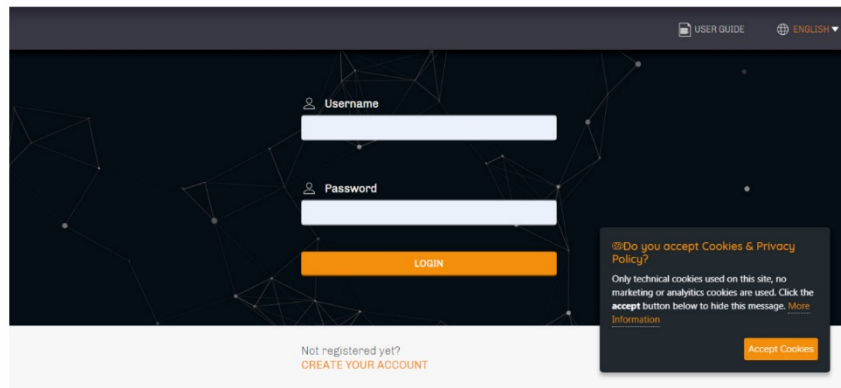 USER GUIDE
ENGLISH
Username
Password
LOGIN
Do you accept Cookies & Privacy
Policy?
Only technical cookies used on this site, no
marketing or analyitics cookies are used. Click the
accept button below to hide this message. More
Information
Accept Cookies
Not registered yet?
CREATE YOUR ACCOUNT